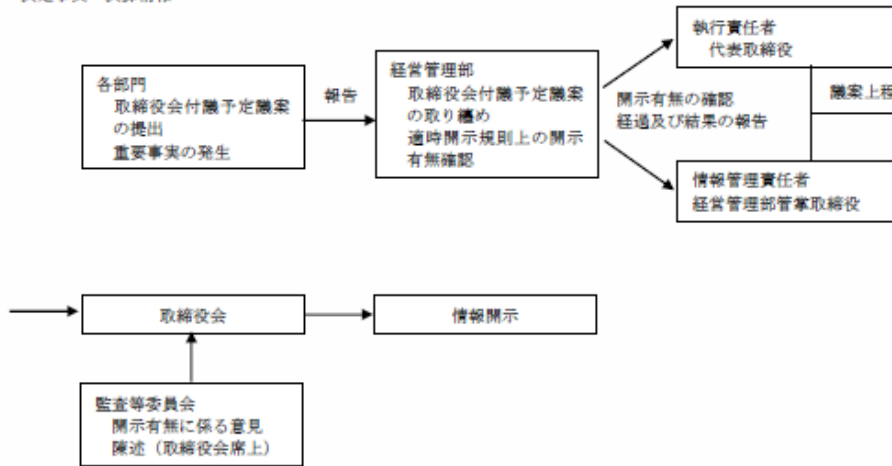 各部門
取締役会付議予定議案
の提出
重要事実の発生
報告
経営管理部
取締役会付議予定議案
の取り纏め
適時開示規則上の開示
有無確認
開示有無の確認
経過及び結果の報告
執行責任者
代表取締役
議案上程
情報管理責任者
経営管理部管掌取締役
取締役会
情報開示
監査等委員会
開示有無に係る意見
陳述（取締役会席上）